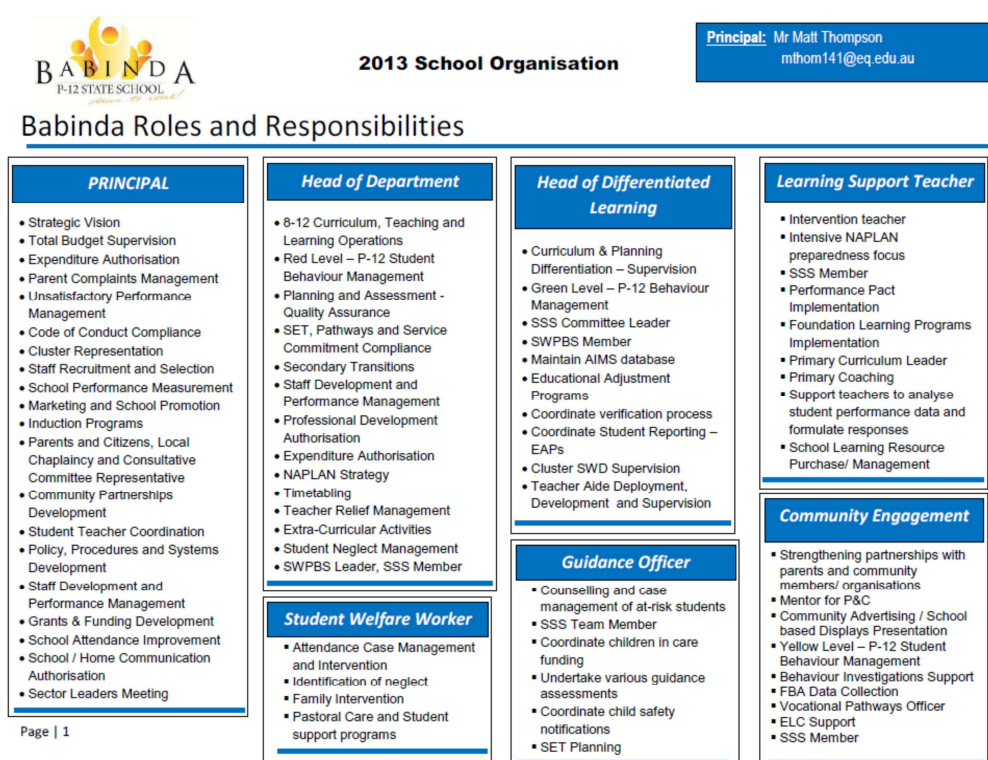 BABINDA
P-12 STATE SCHOOL
2013 School Organisation
Principal: Mr Matt Thompson
mthom141@eq.edu.au
Babinda Roles and Responsibilities
PRINCIPAL
• Strategic Vision
• Total Budget Supervision
• Expenditure Authorisation
• Parent Complaints Management
• Unsatisfactory Performance
Management
• Code of Conduct Compliance
• Cluster Representation
• Staff Recruitment and Selection
• School Performance Measurement
• Marketing and School Promotion
• Induction Programs
• Parents and Citizens, Local
Chaplaincy and Consultative
Committee Representative
• Community Partnerships
Development
• Student Teacher Coordination
• Policy, Procedures and Systems
Development
• Staff Development and
Performance Management
• Grants & Funding Development
• School Attendance Improvement
• School / Home Communication
Authorisation
• Sector Leaders Meeting
Head of Department
• 8-12 Curriculum, Teaching and
Learning Operations
• Red Level – P-12 Student
Behaviour Management
• Planning and Assessment -
Quality Assurance
• SET, Pathways and Service
Commitment Compliance
• Secondary Transitions
• Staff Development and
Performance Management
• Professional Development
Authorisation
• Expenditure Authorisation
• NAPLAN Strategy
• Timetabling
• Teacher Relief Management
• Extra-Curricular Activities
• Student Neglect Management
• SWPBS Leader, SSS Member
Student Welfare Worker
▪ Attendance Case Management
and Intervention
▪ Identification of neglect
▪ Family Intervention
▪ Pastoral Care and Student
support programs
Head of Differentiated
Learning
• Curriculum & Planning
Differentiation – Supervision
• Green Level – P-12 Behaviour
Management
• SSS Committee Leader
• SWPBS Member
• Maintain AIMS database
• Educational Adjustment
Programs
• Coordinate verification process
• Coordinate Student Reporting –
EAPs
• Cluster SWD Supervision
• Teacher Aide Deployment,
Development and Supervision
Guidance Officer
▪ Counselling and case
management of at-risk students
▪ SSS Team Member
▪ Coordinate children in care
funding
▪ Undertake various guidance
assessments
▪ Coordinate child safety
notifications
▪ SET Planning
Learning Support Teacher
▪ Intervention teacher
▪ Intensive NAPLAN
preparedness focus
▪ SSS Member
▪ Performance Pact
Implementation
▪ Foundation Learning Programs
Implementation
▪ Primary Curriculum Leader
▪ Primary Coaching
▪ Support teachers to analyse
student performance data and
formulate responses
▪ School Learning Resource
Purchase/ Management
Community Engagement
▪ Strengthening partnerships with
parents and community
members/ organisations
▪ Mentor for P&C
▪ Community Advertising / School
based Displays Presentation
▪ Yellow Level – P-12 Student
Behaviour Management
▪ Behaviour Investigations Support
▪ FBA Data Collection
▪ Vocational Pathways Officer
▪ ELC Support
▪ SSS Member
Page | 1